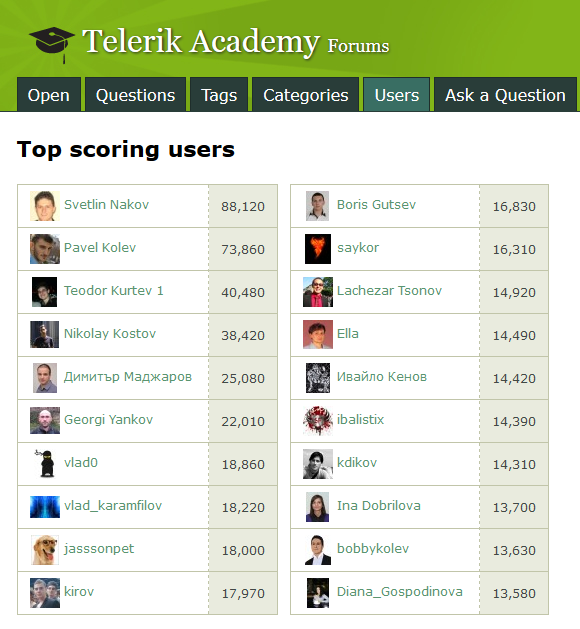 Telerik Academy Forums
Open Questions Tags Categories Users Ask a Question
Top scoring users
Svetlin Nakov 88,120
Pavel Kolev 73,860
Teodor Kurtev 1 40,480
Nikolay Kostov 38,420
Димитър Маджаров 25,080
Georgi Yankov 22,010
vlad0 18,860
vlad_karamfilov 18,220
jasssonpet 18,000
kirov 17,970
Boris Gutsev 16,830
saykor 16,310
Lachezar Tsonov 14,920
Ella 14,490
Ивайло Кенов 14,420
ibalistix 14,390
kdikov 14,310
Ina Dobrilova 13,700
bobbykolev 13,630
Diana_Gospodinova 13,580